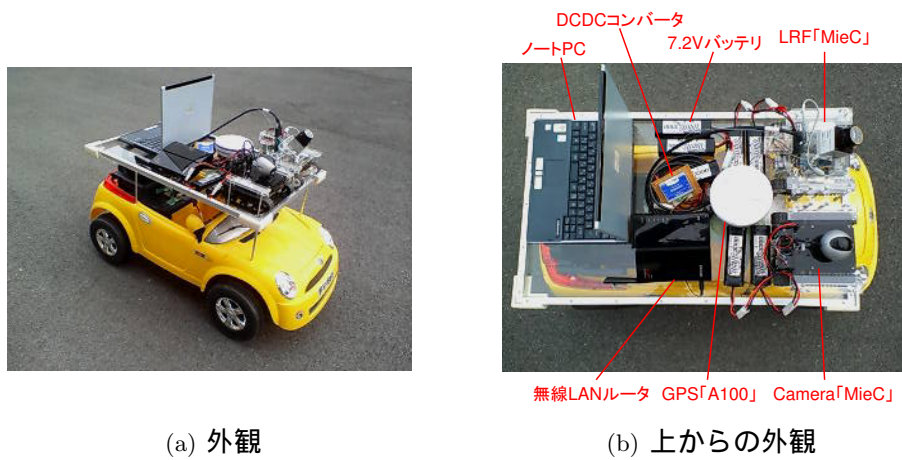 DCDCコンバータ
ノートPC
7.2Vバッテリ
LRF「MieC」
無線LANルータ
GPS「A100」
Camera「MieC」
(a) 外観
(b) 上からの外観